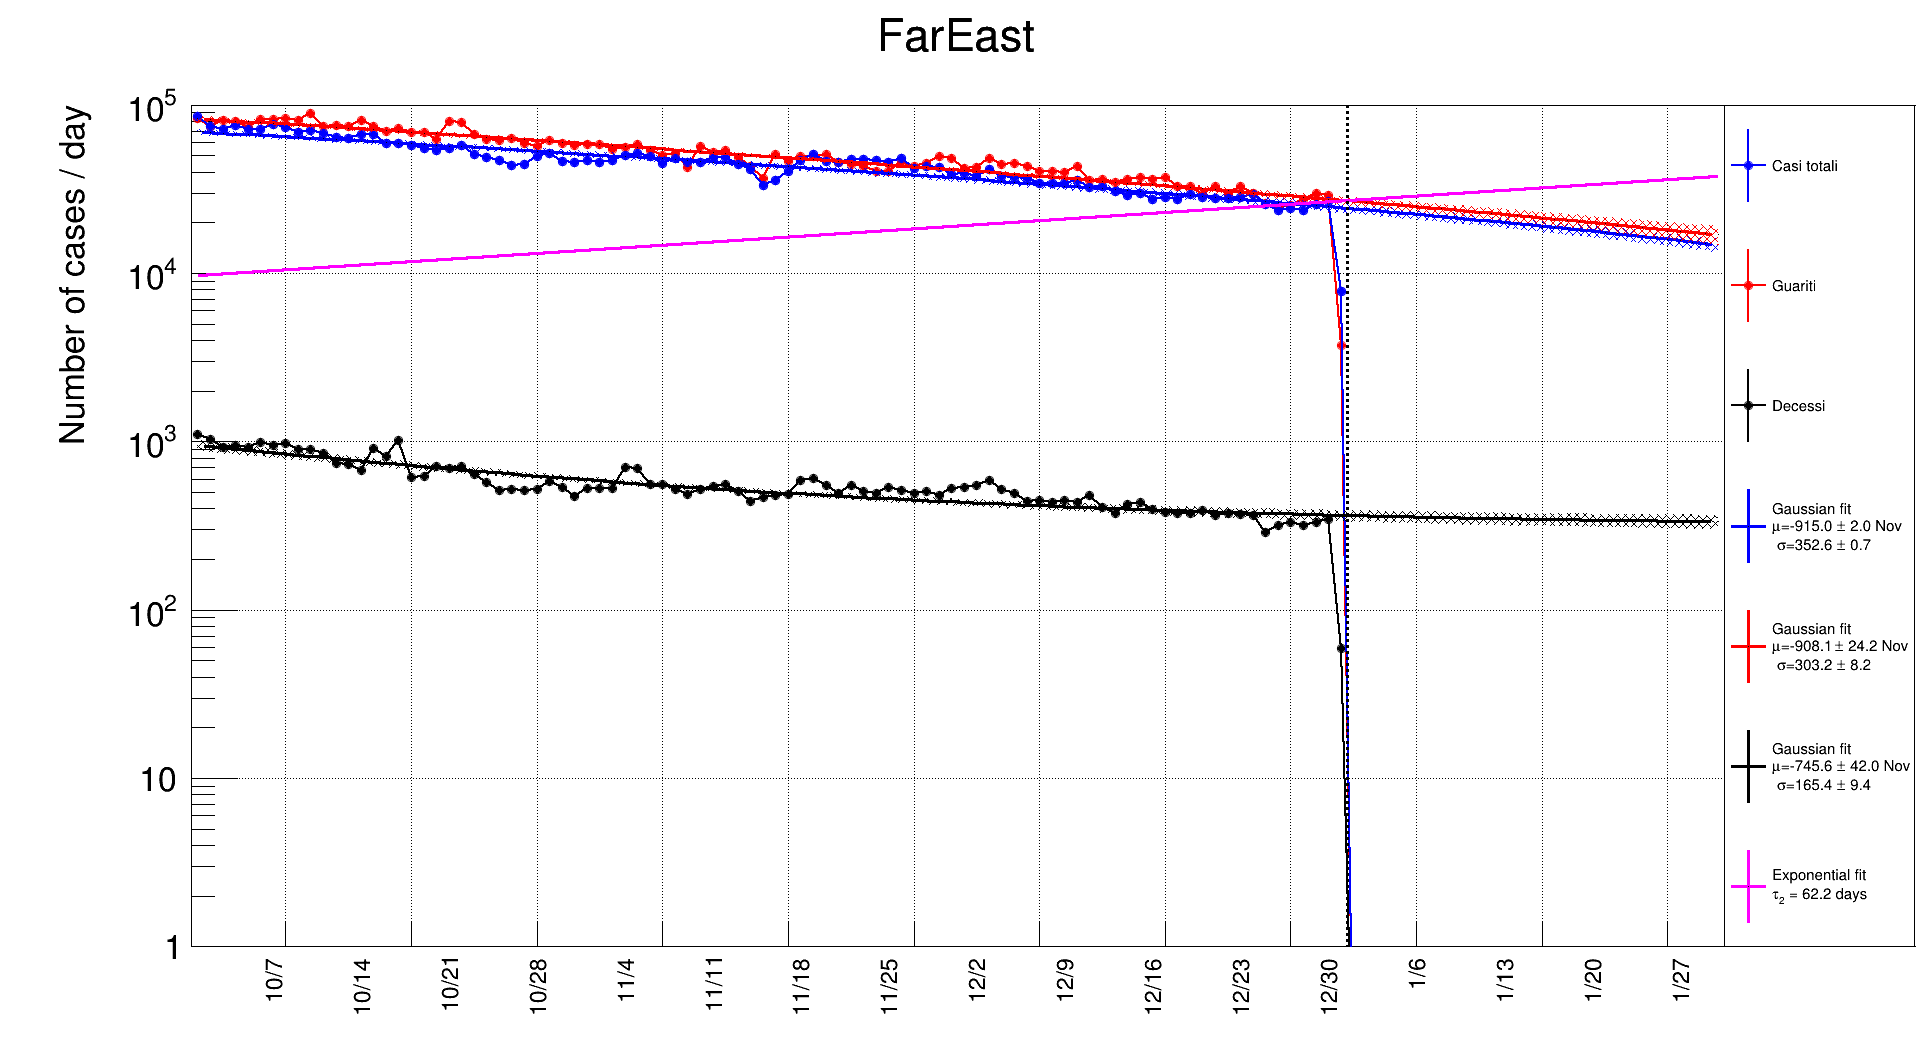 FarEast
Number of cases / day
10^5
10^4
10^3
10^2
10
1
10/7
10/14
10/21
10/28
11/4
11/11
11/18
11/25
12/2
12/9
12/16
12/23
12/30
1/6
1/13
1/20
1/27
Casi totali
Guariti
Decessi
Gaussian fit
μ=-915.0 ± 2.0 Nov
σ=352.6 ± 0.7
Gaussian fit
μ=-908.1 ± 24.2 Nov
σ=303.2 ± 8.2
Gaussian fit
μ=-745.6 ± 42.0 Nov
σ=165.4 ± 9.4
Exponential fit
τ2 = 62.2 days